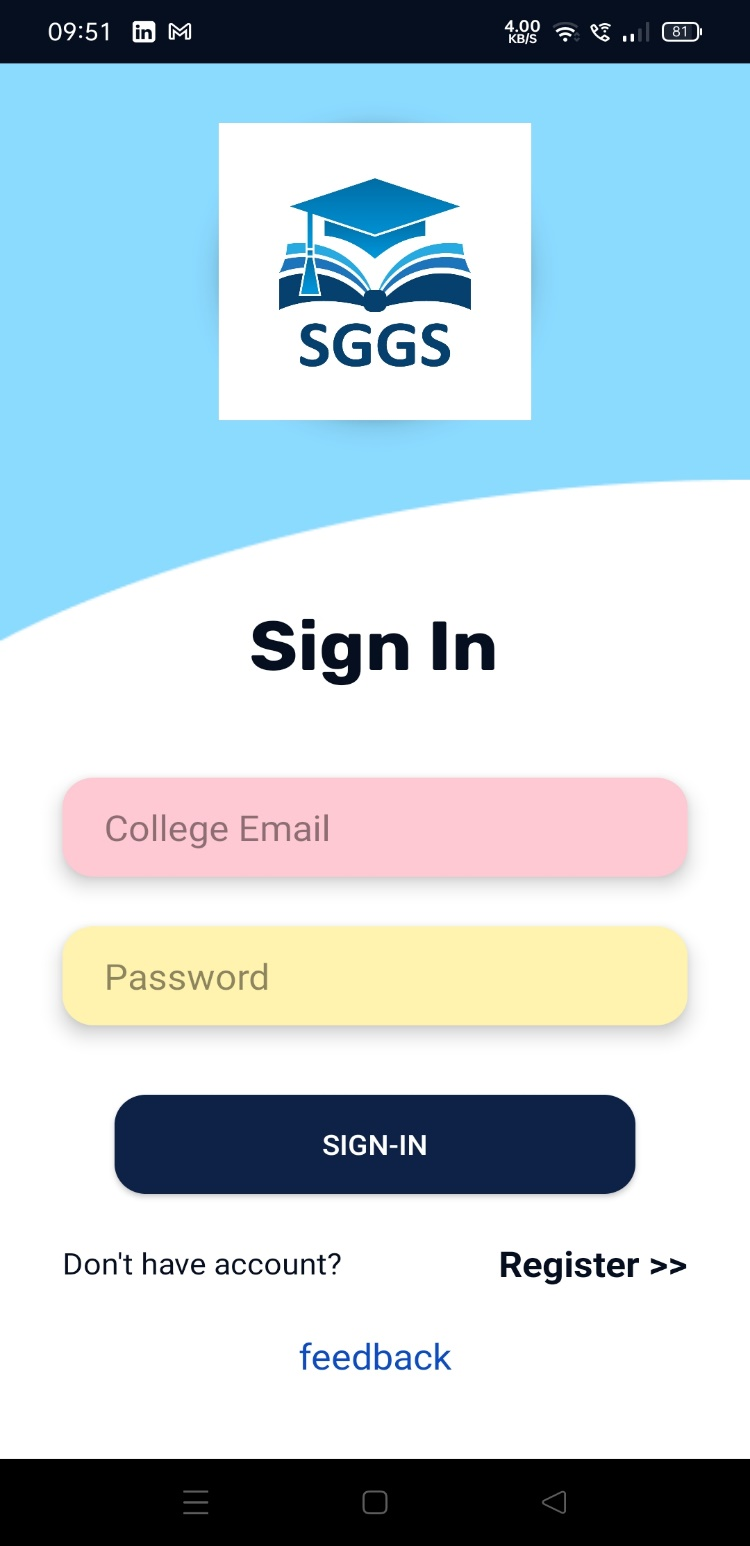 09:51 in 4.00 KB/S 81
SGGS
Sign In
College Email
Password
SIGN-IN
Don't have account? Register >>
feedback